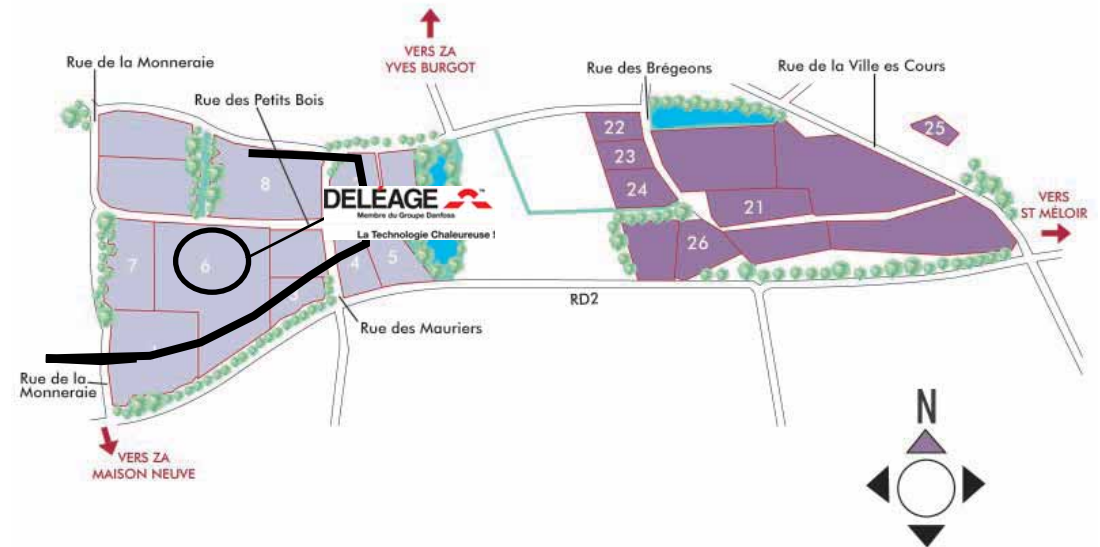 VERS ZA
YVES BURGOT
Rue de la Monneraie
Rue des Petits Bois
Rue des Brégeons
Rue de la Ville es Cours
22
23
24
25
8
21
26
DELEAGE™
Membre du Groupe Danfoss
La Technologie Chaleureuse !
VERS
ST MÉLOIR
7
6
4
5
3
RD2
Rue des Mauriers
Rue de la
Monneraie
VERS ZA
MAISON NEUVE
N